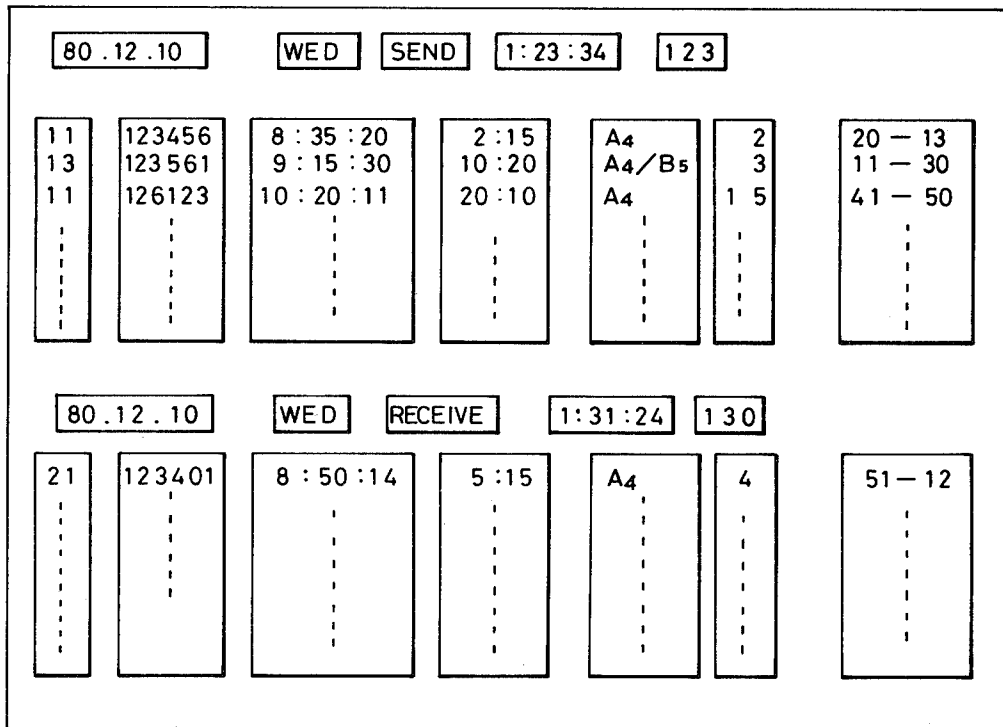 80.12.10 WED SEND 1:23:34 123
11 123456 8:35:20 2:15 A4 2 20-13
13 123561 9:15:30 10:20 A4/B5 3 11-30
11 126123 10:20:11 20:10 A4 15 41-50
80.12.10 WED RECEIVE 1:31:24 130
21 123401 8:50:14 5:15 A4 4 51-12